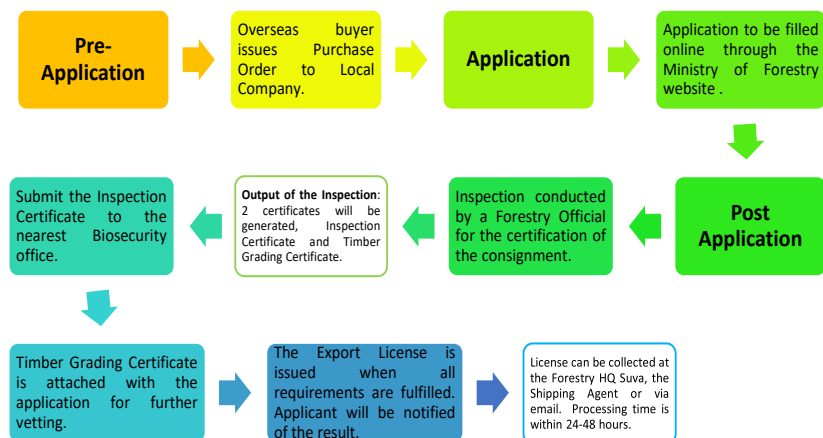 Pre-
Application
Overseas buyer
issues Purchase
Order to Local
Company.
Application
Application to be filled
online through the
Ministry of Forestry
website .
Post
Application
Inspection conducted
by a Forestry Official
for the certification of
the consignment.
Output of the Inspection:
2 certificates will be
generated, Inspection
Certificate and Timber
Grading Certificate.
Submit the Inspection
Certificate to the
nearest Biosecurity
office.
Timber Grading Certificate
is attached with the
application for further
vetting.
The Export License is
issued when all
requirements are fulfilled.
Applicant will be notified
of the result.
License can be collected at
the Forestry HQ Suva, the
Shipping Agent or via
email. Processing time is
within 24-48 hours.